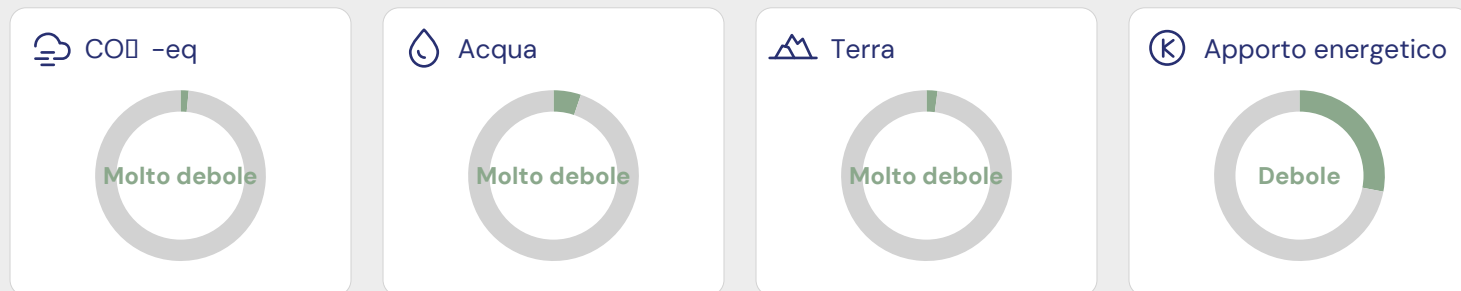 CO▯ -eq
Acqua
Terra
Apporto energetico
Molto debole
Molto debole
Molto debole
Debole